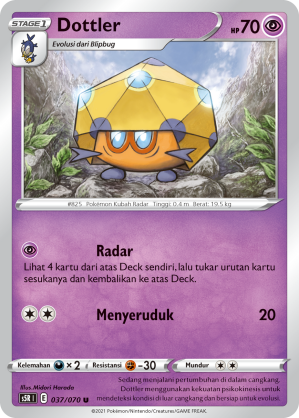 STAGE 1 Dottler HP 70
Evolusi dari Blipbug
#825 Pokémon Kubah Radar Tinggi: 0.4 m Berat: 19.5 kg
Radar
Lihat 4 kartu dari atas Deck sendiri, lalu tukar urutan kartu
sesukanya dan kembalikan ke atas Deck.
Menyeruduk 20
Kelemahan ×2 Resistansi -30 Mundur
Illus. Midori Harada
S5R I E 037/070 U
Sedang menjalani pertumbuhan di dalam cangkang.
Dottler menggunakan kekuatan psikokinesis untuk
mendeteksi kondisi di luar cangkang dan bersiap untuk evolusi.
©2021 Pokémon/Nintendo/Creatures/GAME FREAK.